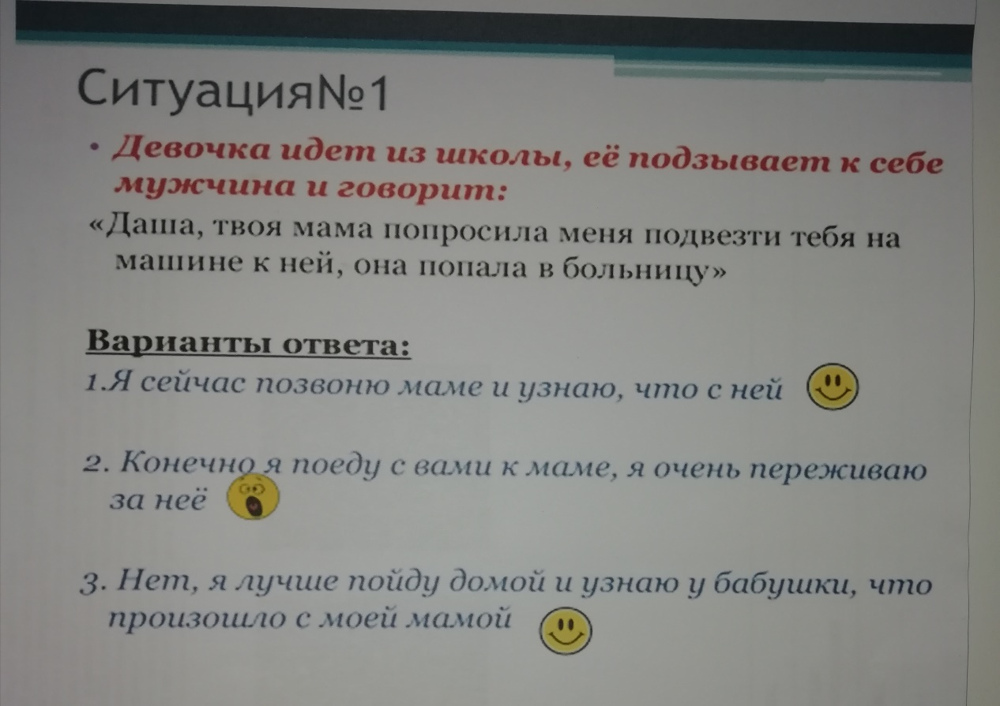 Ситуация№1
• Девочка идет из школы, её подзывает к себе
мужчина и говорит:
«Даша, твоя мама попросила меня подвезти тебя на
машине к ней, она попала в больницу»
Варианты ответа:
1.Я сейчас позвоню маме и узнаю, что с ней
2. Конечно я поеду с вами к маме, я очень переживаю
за неё
3. Нет, я лучше пойду домой и узнаю у бабушки, что
произошло с моей мамой